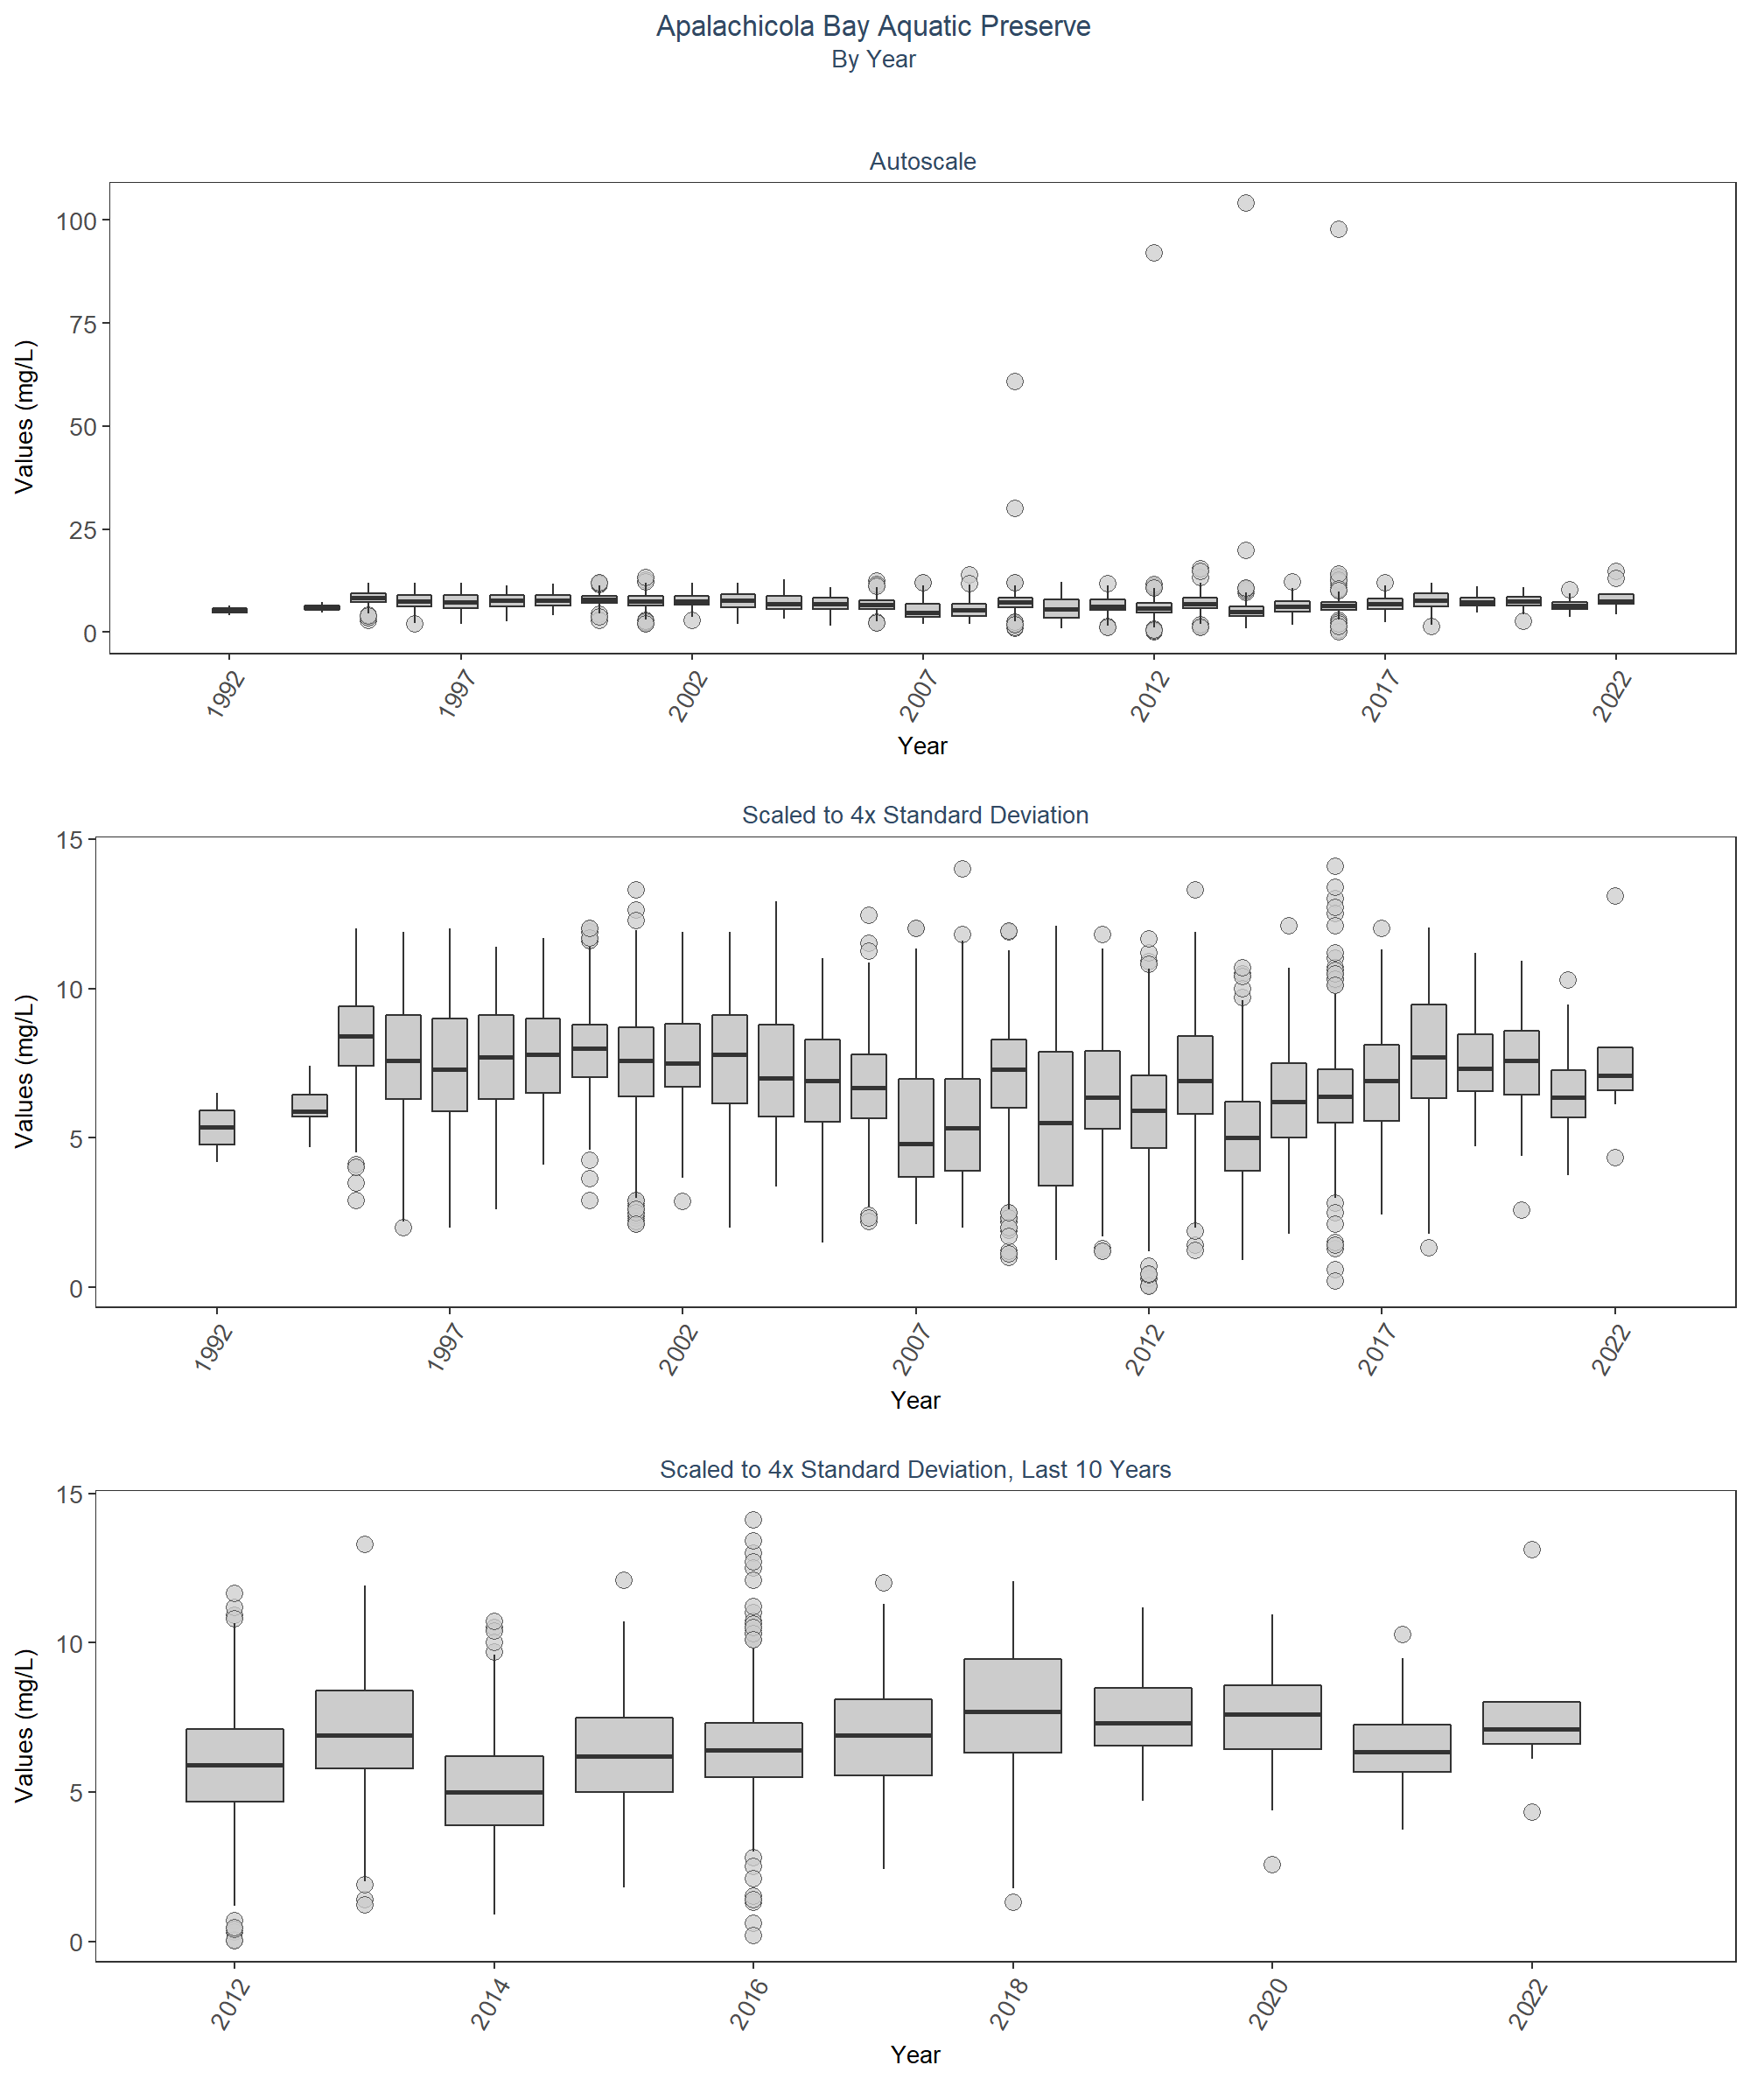 Apalachicola Bay Aquatic Preserve
By Year
Autoscale
Values (mg/L)
100
75
50
25
0
1992 1997 2002 2007 2012 2017 2022
Year
Scaled to 4x Standard Deviation
Values (mg/L)
15
10
5
0
1992 1997 2002 2007 2012 2017 2022
Year
Scaled to 4x Standard Deviation, Last 10 Years
Values (mg/L)
15
10
5
0
2012 2014 2016 2018 2020 2022
Year